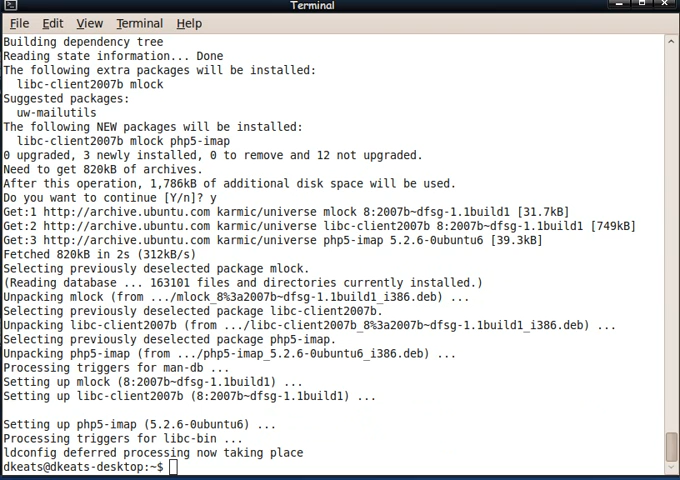 Terminal
File Edit View Terminal Help
Building dependency tree
Reading state information... Done
The following extra packages will be installed:
  libc-client2007b mlock
Suggested packages:
  uw-mailutils
The following NEW packages will be installed:
  libc-client2007b mlock php5-imap
0 upgraded, 3 newly installed, 0 to remove and 12 not upgraded.
Need to get 820kB of archives.
After this operation, 1,786kB of additional disk space will be used.
Do you want to continue [Y/n]? y
Get:1 http://archive.ubuntu.com karmic/universe mlock 8:2007b~dfsg-1.1build1 [31.7kB]
Get:2 http://archive.ubuntu.com karmic/universe libc-client2007b 8:2007b~dfsg-1.1build1 [749kB]
Get:3 http://archive.ubuntu.com karmic/universe php5-imap 5.2.6-0ubuntu6 [39.3kB]
Fetched 820kB in 2s (312kB/s)
Selecting previously deselected package mlock.
(Reading database ... 163101 files and directories currently installed.)
Unpacking mlock (from .../mlock_8%3a2007b~dfsg-1.1build1_i386.deb) ...
Selecting previously deselected package libc-client2007b.
Unpacking libc-client2007b (from .../libc-client2007b_8%3a2007b~dfsg-1.1build1_i386.deb) ...
Selecting previously deselected package php5-imap.
Unpacking php5-imap (from .../php5-imap_5.2.6-0ubuntu6_i386.deb) ...
Processing triggers for man-db ...
Setting up mlock (8:2007b~dfsg-1.1build1) ...
Setting up libc-client2007b (8:2007b~dfsg-1.1build1) ...
Setting up php5-imap (5.2.6-0ubuntu6) ...
Processing triggers for libc-bin ...
ldconfig deferred processing now taking place
dkeats@dkeats-desktop:~$